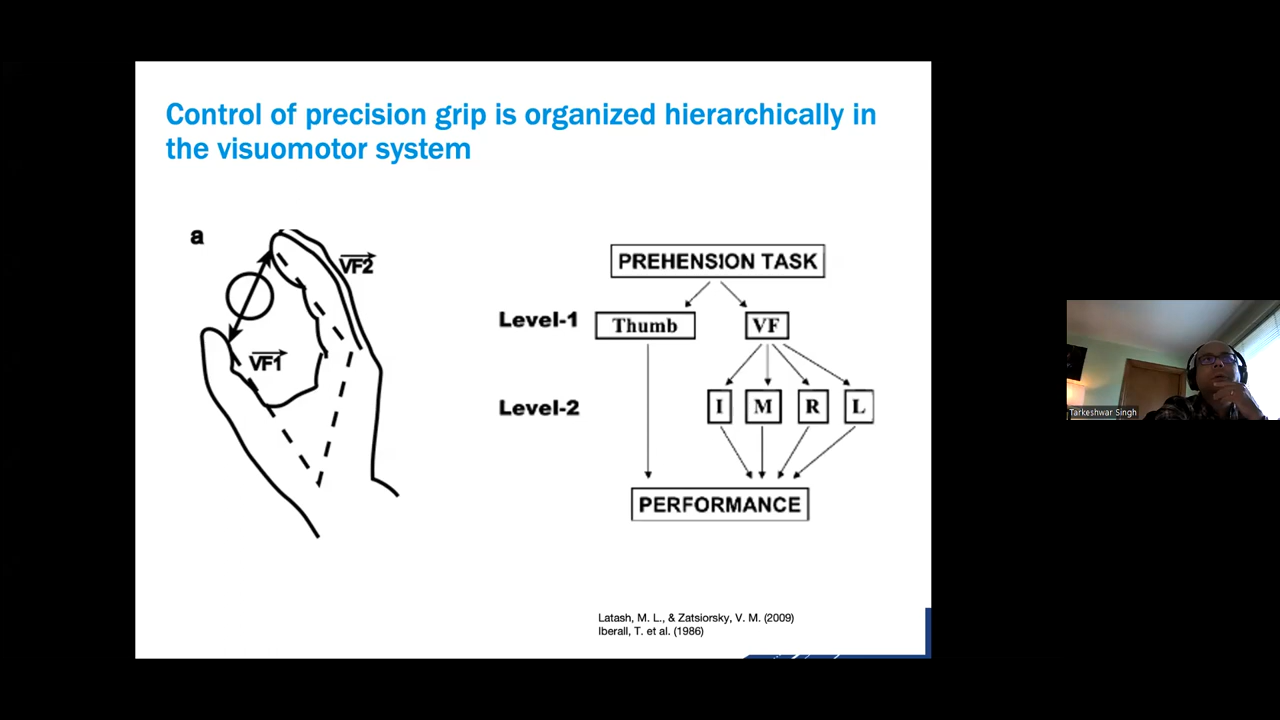 Control of precision grip is organized hierarchically in
the visuomotor system
a
VF2
VF1
PREHENSION TASK
Level-1
Thumb
VF
Level-2
I
M
R
L
PERFORMANCE
Latash, M. L., & Zatsiorsky, V. M. (2009)
Iberall, T. et al. (1986)
Tarkeshwar Singh